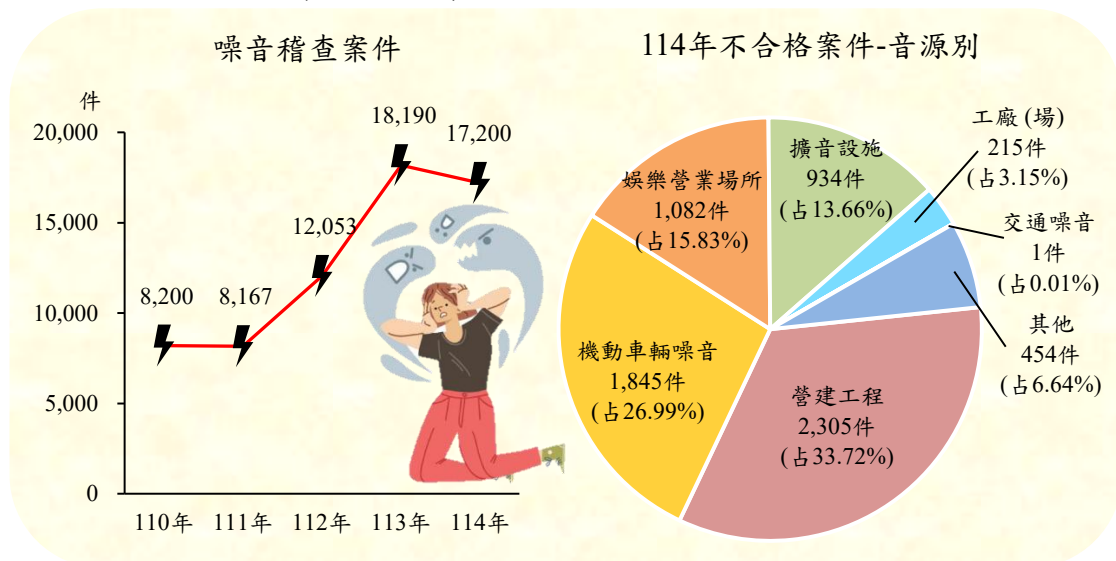 噪音稽查案件
件
20,000
15,000
10,000
5,000
0
8,200
8,167
12,053
18,190
17,200
110年
111年
112年
113年
114年
114年不合格案件-音源別
擴音設施
934件
(占13.66%)
工廠 (場)
215件
(占3.15%)
交通噪音
1件
(占0.01%)
其他
454件
(占6.64%)
營建工程
2,305件
(占33.72%)
機動車輛噪音
1,845件
(占26.99%)
娛樂營業場所
1,082件
(占15.83%)